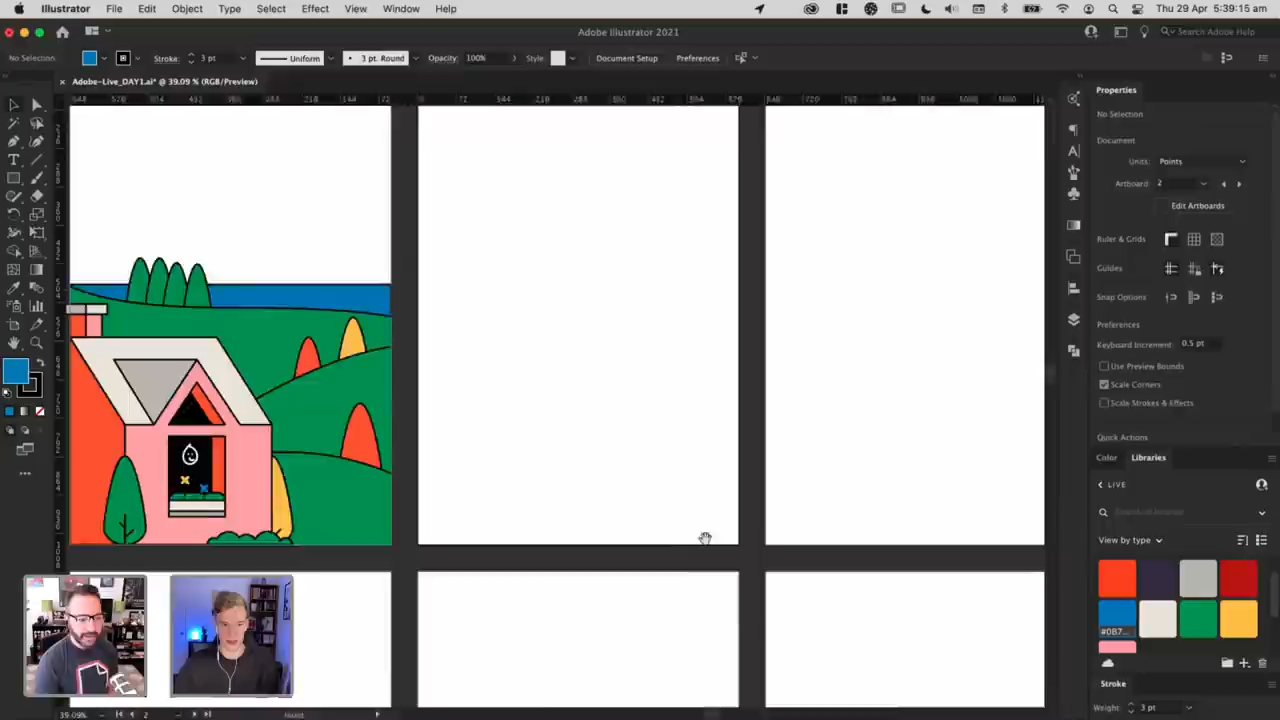 Illustrator File Edit Object Type Select Effect View Window Help
Thu 29 Apr 5:39:15 am
Adobe Illustrator 2021
Search Adobe Help
No Selection
Stroke:
3 pt
Uniform
3 pt. Round
Opacity:
100%
Style
Document Setup
Preferences
Adobe-Live_DAY1.ai* @ 39.09 % (RGB/Preview)
Properties
No Selection
Document
Units:
Points
Artboard:
2
Edit Artboards
Ruler & Grids
Guides
Snap Options
Preferences
Keyboard Increment:
0.5 pt
Use Preview Bounds
Scale Corners
Scale Strokes & Effects
Quick Actions
Color
Libraries
LIVE
View by type
#0B7...
Stroke
Weight:
3 pt
39.09%
2